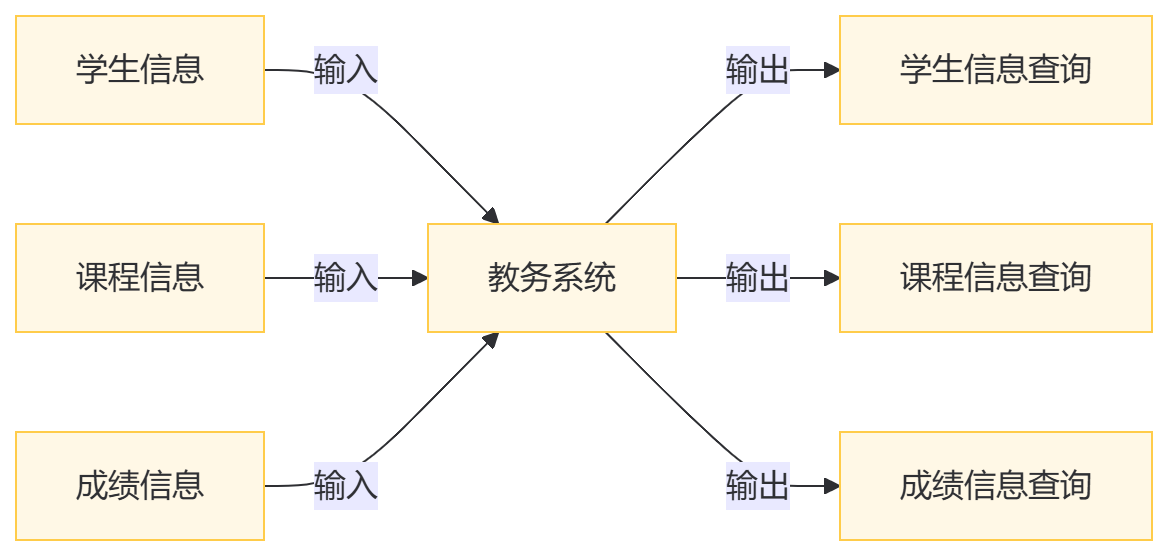 学生信息
输入
输出
学生信息查询
课程信息
输入
教务系统
输出
课程信息查询
成绩信息
输入
输出
成绩信息查询